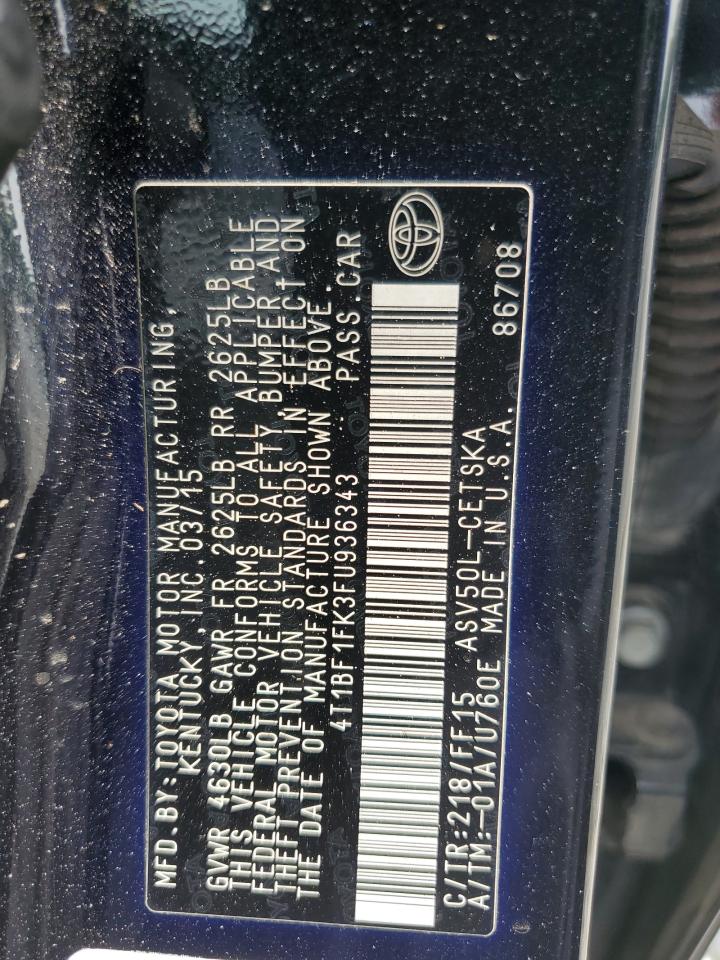 MFD.BY:TOYOTA MOTOR MANUFACTURING,
KENTUCKY, INC.03/15
GVWR 4630LB GAWR FR 2625LB RR 2625LB
THIS VEHICLE CONFORMS TO ALL APPLICABLE
FEDERAL MOTOR VEHICLE SAFETY, BUMPER, AND
THEFT PREVENTION STANDARDS IN EFFECT ON
THE DATE OF MANUFACTURE SHOWN ABOVE.
4T1BF1FK3FU936343 PASS.CAR
C/TR:218/FF15 ASV50L-CETSKA
A/TM:-01A/U760E MADE IN U.S.A. 86708